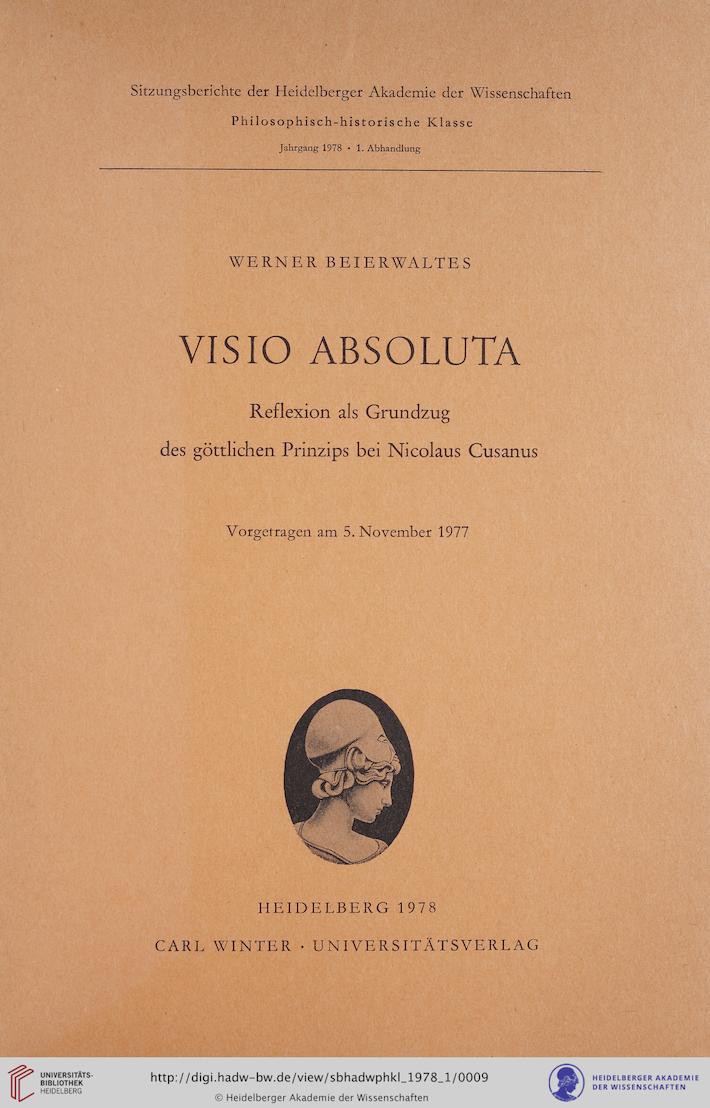 Sitzungsberichte der Heidelberger Akademie der Wissenschaften
Philosophisch-historische Klasse
Jahrgang 1978 • 1. Abhandlung
WERNER BEIERWALTES
VISIO ABSOLUTA
Reflexion als Grundzug
des göttlichen Prinzips bei Nicolaus Cusanus
Vorgetragen am 5. November 1977
HEIDELBERG 1978
CARL WINTER · UNIVERSITÄTSVERLAG
UNIVERSITÄTS-
BIBLIOTHEK
HEIDELBERG
http://digi.hadw-bw.de/view/sbhadwphkl_1978_1/0009
© Heidelberger Akademie der Wissenschaften
HEIDELBERGER AKADEMIE
DER WISSENSCHAFTEN